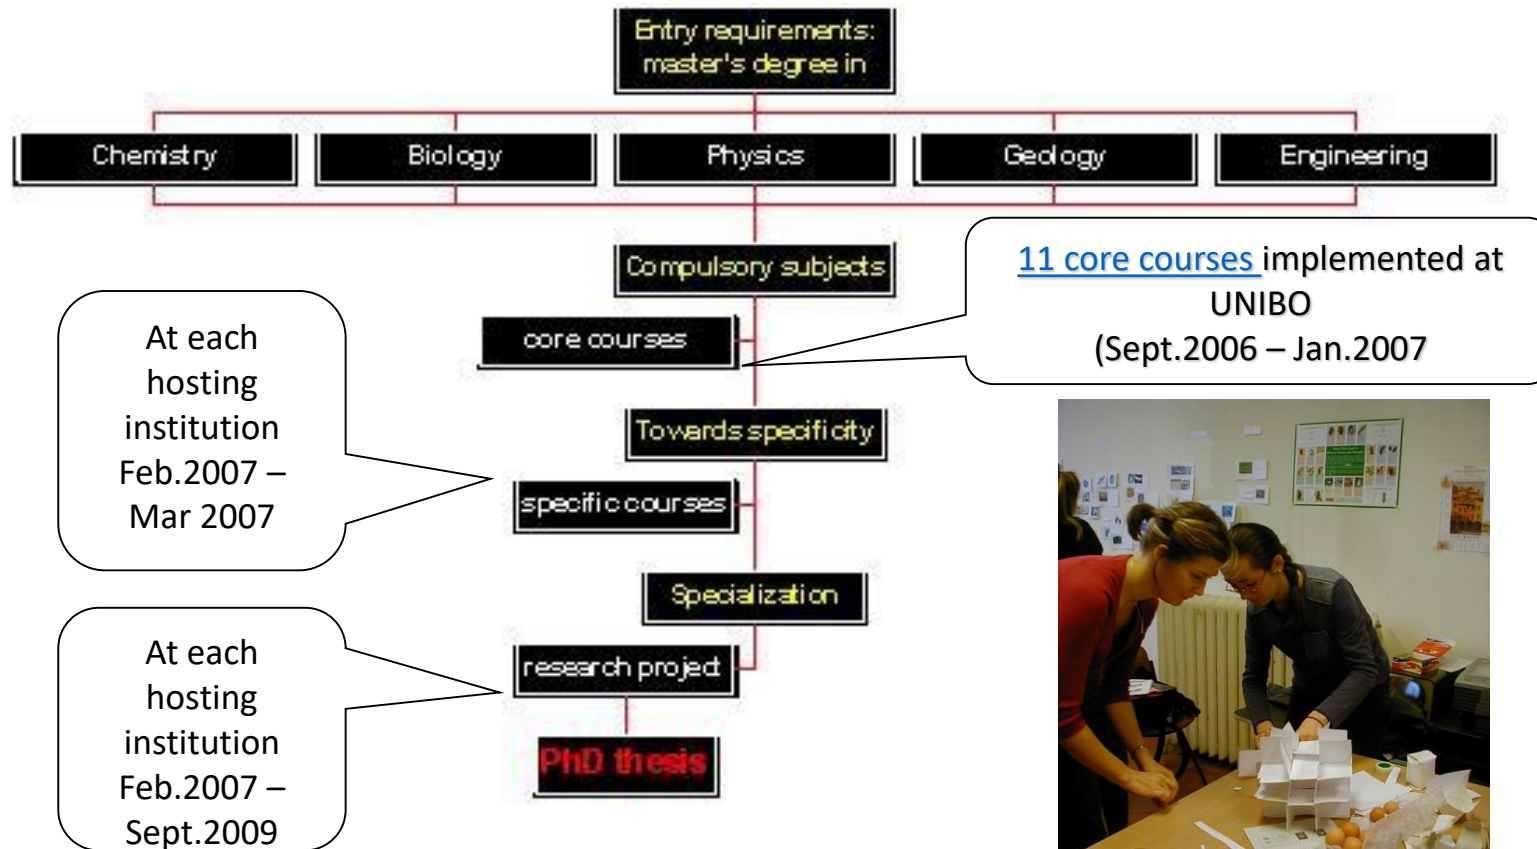 Entry requirements:
master's degree in
Chemistry
Biology
Physics
Geology
Engineering
Compulsory subjects
11 core courses implemented at
UNIBO
(Sept.2006 – Jan.2007
core courses
At each
hosting
institution
Feb.2007 –
Mar 2007
Towards specificity
specific courses
Specialization
At each
hosting
institution
Feb.2007 –
Sept.2009
research project
PhD thesis